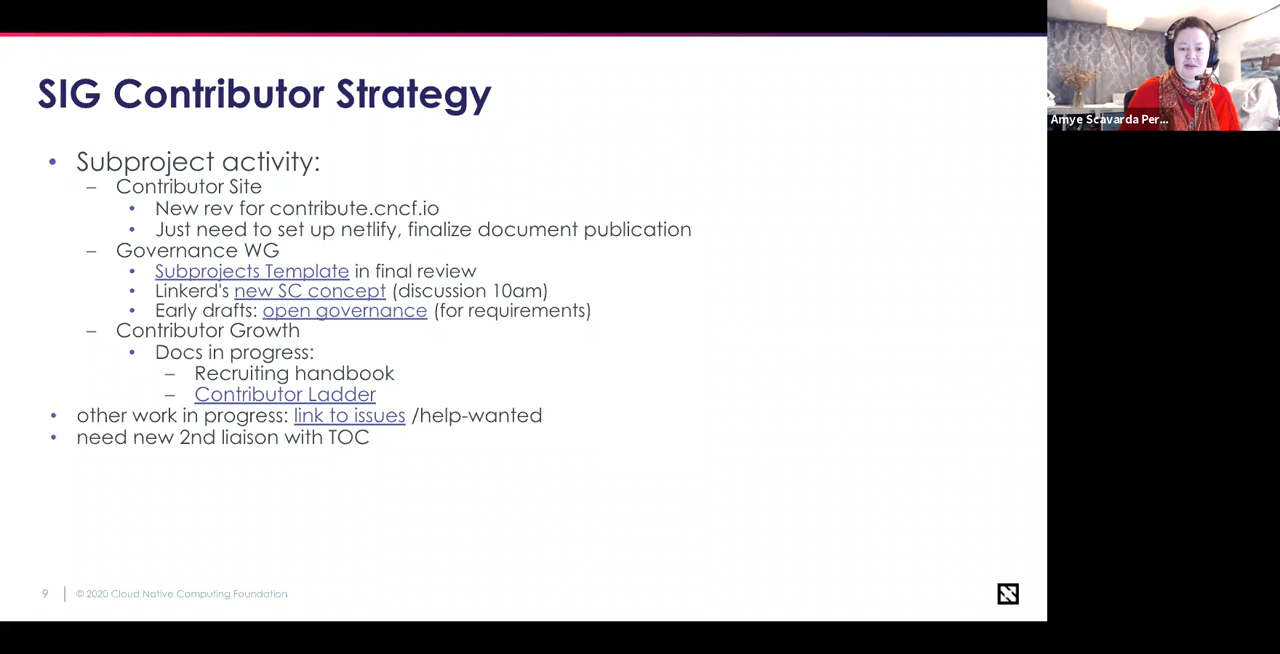 SIG Contributor Strategy
• Subproject activity:
– Contributor Site
• New rev for contribute.cncf.io
• Just need to set up netlify, finalize document publication
– Governance WG
• Subprojects Template in final review
• Linkerd's new SC concept (discussion 10am)
• Early drafts: open governance (for requirements)
– Contributor Growth
• Docs in progress:
– Recruiting handbook
– Contributor Ladder
• other work in progress: link to issues /help-wanted
• need new 2nd liaison with TOC
9 © 2020 Cloud Native Computing Foundation
Amye Scavarda Per...